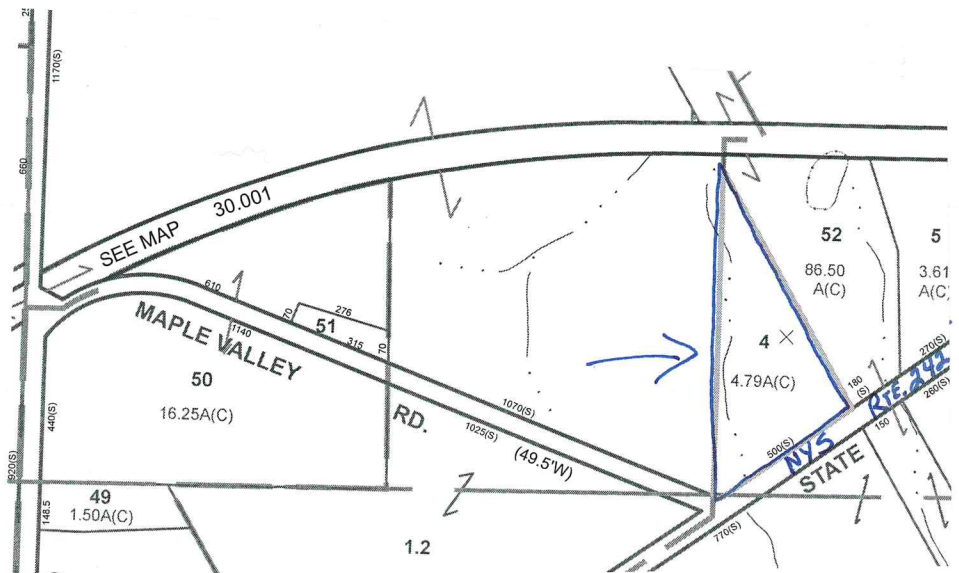 1170(S)
660
SEE MAP 30.001
610
70
276
51
315
70
1140
MAPLE VALLEY
RD.
50
16.25A(C)
440(S)
920(S)
148.5
49
1.50A(C)
1.2
1070(S)
1025(S)
(49.5'W)
52
86.50
A(C)
5
3.61
A(C)
4
4.79A(C)
180
(S)
270(S)
260(S)
RTE. 242
150
500(S)
NYS
STATE
770(S)